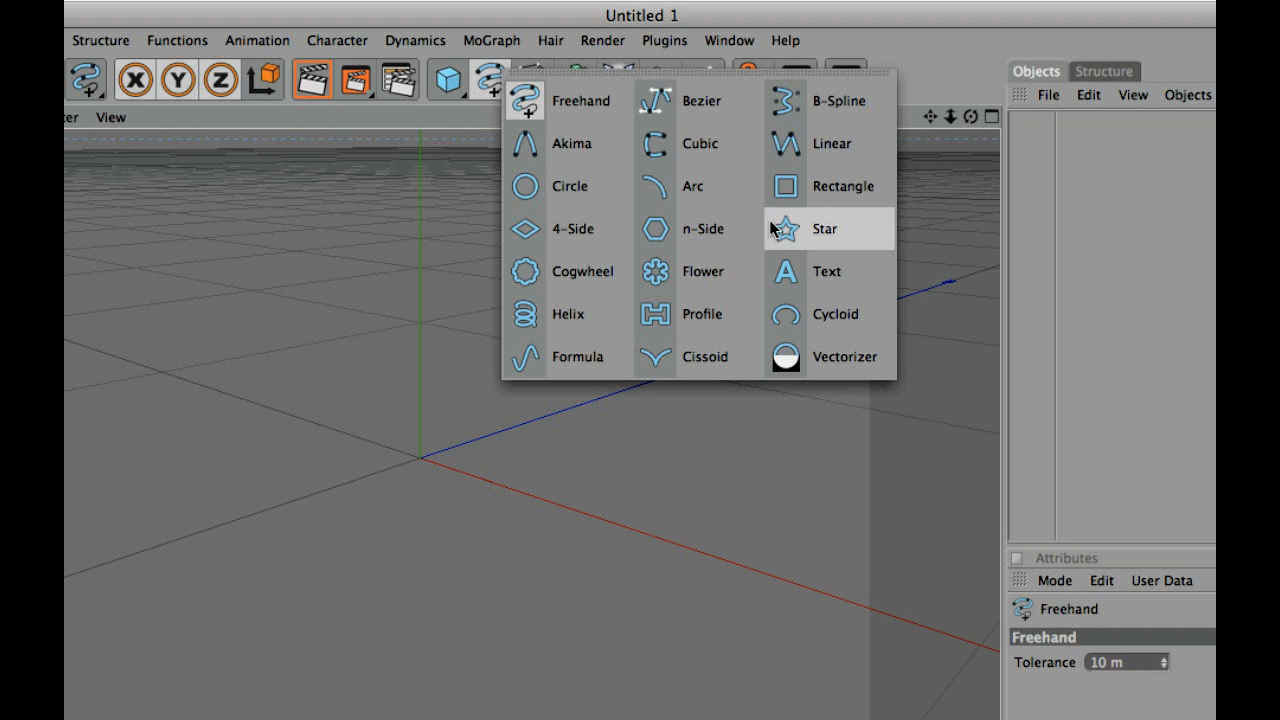 Untitled 1
Structure Functions Animation Character Dynamics MoGraph Hair Render Plugins Window Help
X Y Z
Objects Structure
File Edit View Objects
ter View
Freehand Bezier B-Spline
Akima Cubic Linear
Circle Arc Rectangle
4-Side n-Side Star
Cogwheel Flower Text
Helix Profile Cycloid
Formula Cissoid Vectorizer
Attributes
Mode Edit User Data
Freehand
Freehand
Tolerance 10 m